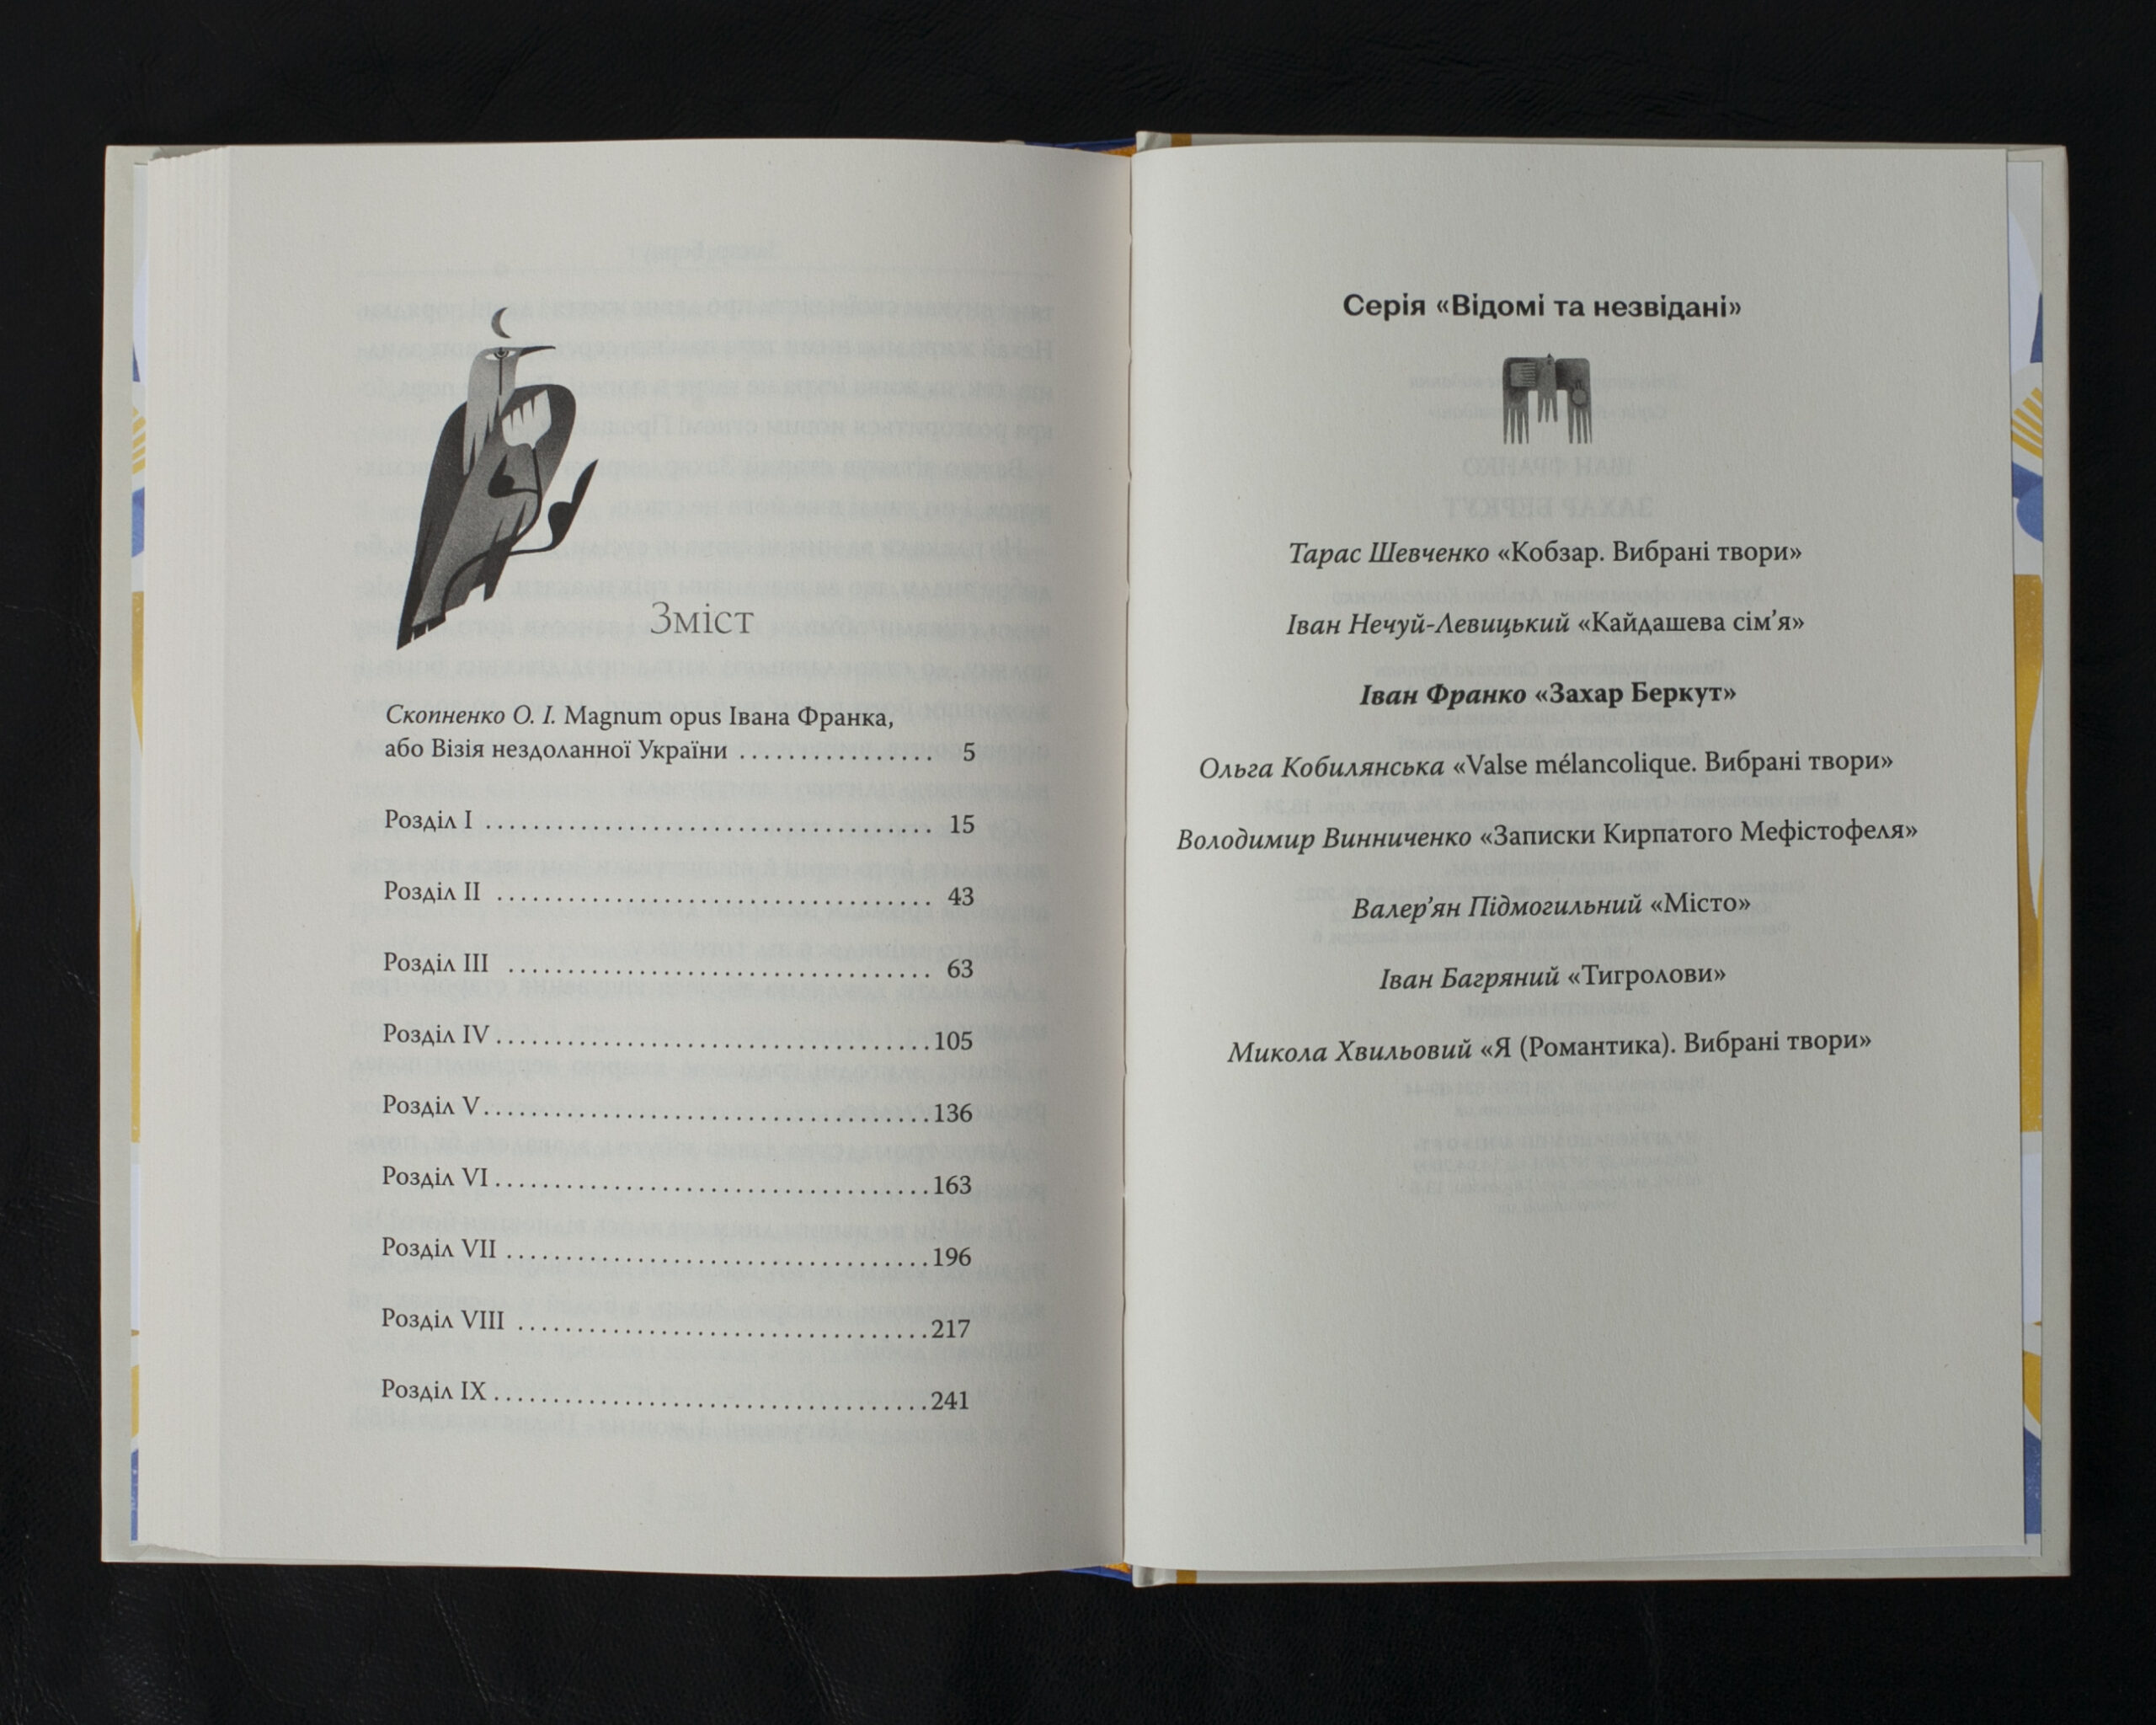 Зміст
Скопненко О. І. Magnum opus Івана Франка,
або Візія нездоланної України ................ 5
Розділ I ..................................... 15
Розділ II .................................... 43
Розділ III ................................... 63
Розділ IV .................................... 105
Розділ V ..................................... 136
Розділ VI .................................... 163
Розділ VII ................................... 196
Розділ VIII .................................. 217
Розділ IX .................................... 241
Серія «Відомі та незвідані»
Тарас Шевченко «Кобзар. Вибрані твори»
Іван Нечуй-Левицький «Кайдашева сім’я»
Іван Франко «Захар Беркут»
Ольга Кобилянська «Valse mélancolique. Вибрані твори»
Володимир Винниченко «Записки Кирпатого Мефістофеля»
Валер’ян Підмогильний «Місто»
Іван Багряний «Тигролови»
Микола Хвильовий «Я (Романтика). Вибрані твори»